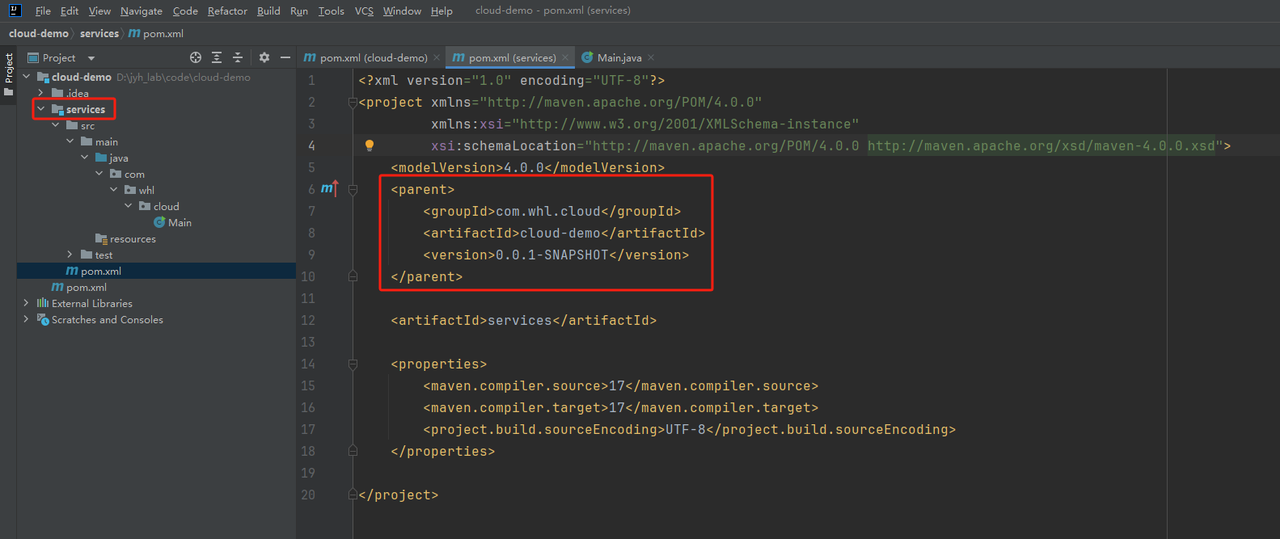 File Edit View Navigate Code Refactor Build Run Tools VCS Window Help cloud-demo - pom.xml (services)
cloud-demo services pom.xml
Project
Project
cloud-demo D:\jyh_lab\code\cloud-demo
.idea
services
src
main
java
com
whl
cloud
Main
resources
test
pom.xml
pom.xml
External Libraries
Scratches and Consoles
pom.xml (cloud-demo) pom.xml (services) Main.java
1 <?xml version="1.0" encoding="UTF-8"?>
2 <project xmlns="http://maven.apache.org/POM/4.0.0"
3 xmlns:xsi="http://www.w3.org/2001/XMLSchema-instance"
4 xsi:schemaLocation="http://maven.apache.org/POM/4.0.0 http://maven.apache.org/xsd/maven-4.0.0.xsd">
5 <modelVersion>4.0.0</modelVersion>
6 <parent>
7 <groupId>com.whl.cloud</groupId>
8 <artifactId>cloud-demo</artifactId>
9 <version>0.0.1-SNAPSHOT</version>
10 </parent>
11
12 <artifactId>services</artifactId>
13
14 <properties>
15 <maven.compiler.source>17</maven.compiler.source>
16 <maven.compiler.target>17</maven.compiler.target>
17 <project.build.sourceEncoding>UTF-8</project.build.sourceEncoding>
18 </properties>
19
20 </project>